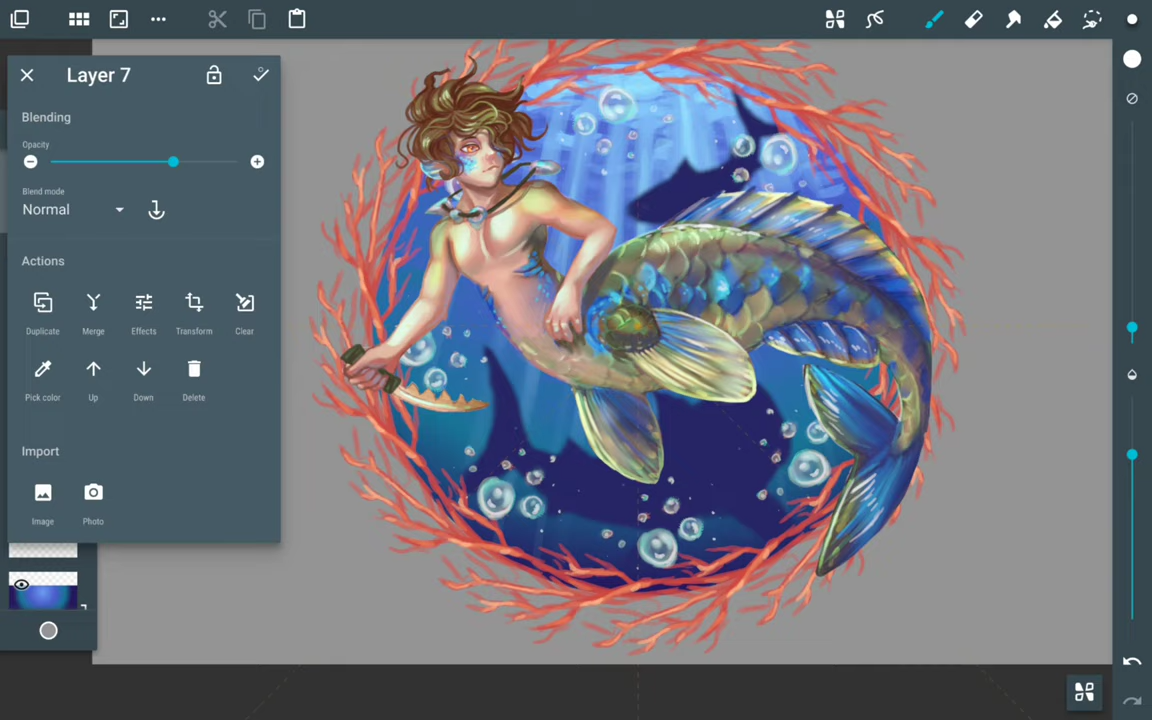 Layer 7
Blending
Opacity
Blend mode
Normal
Actions
Duplicate
Merge
Effects
Transform
Clear
Pick color
Up
Down
Delete
Import
Image
Photo